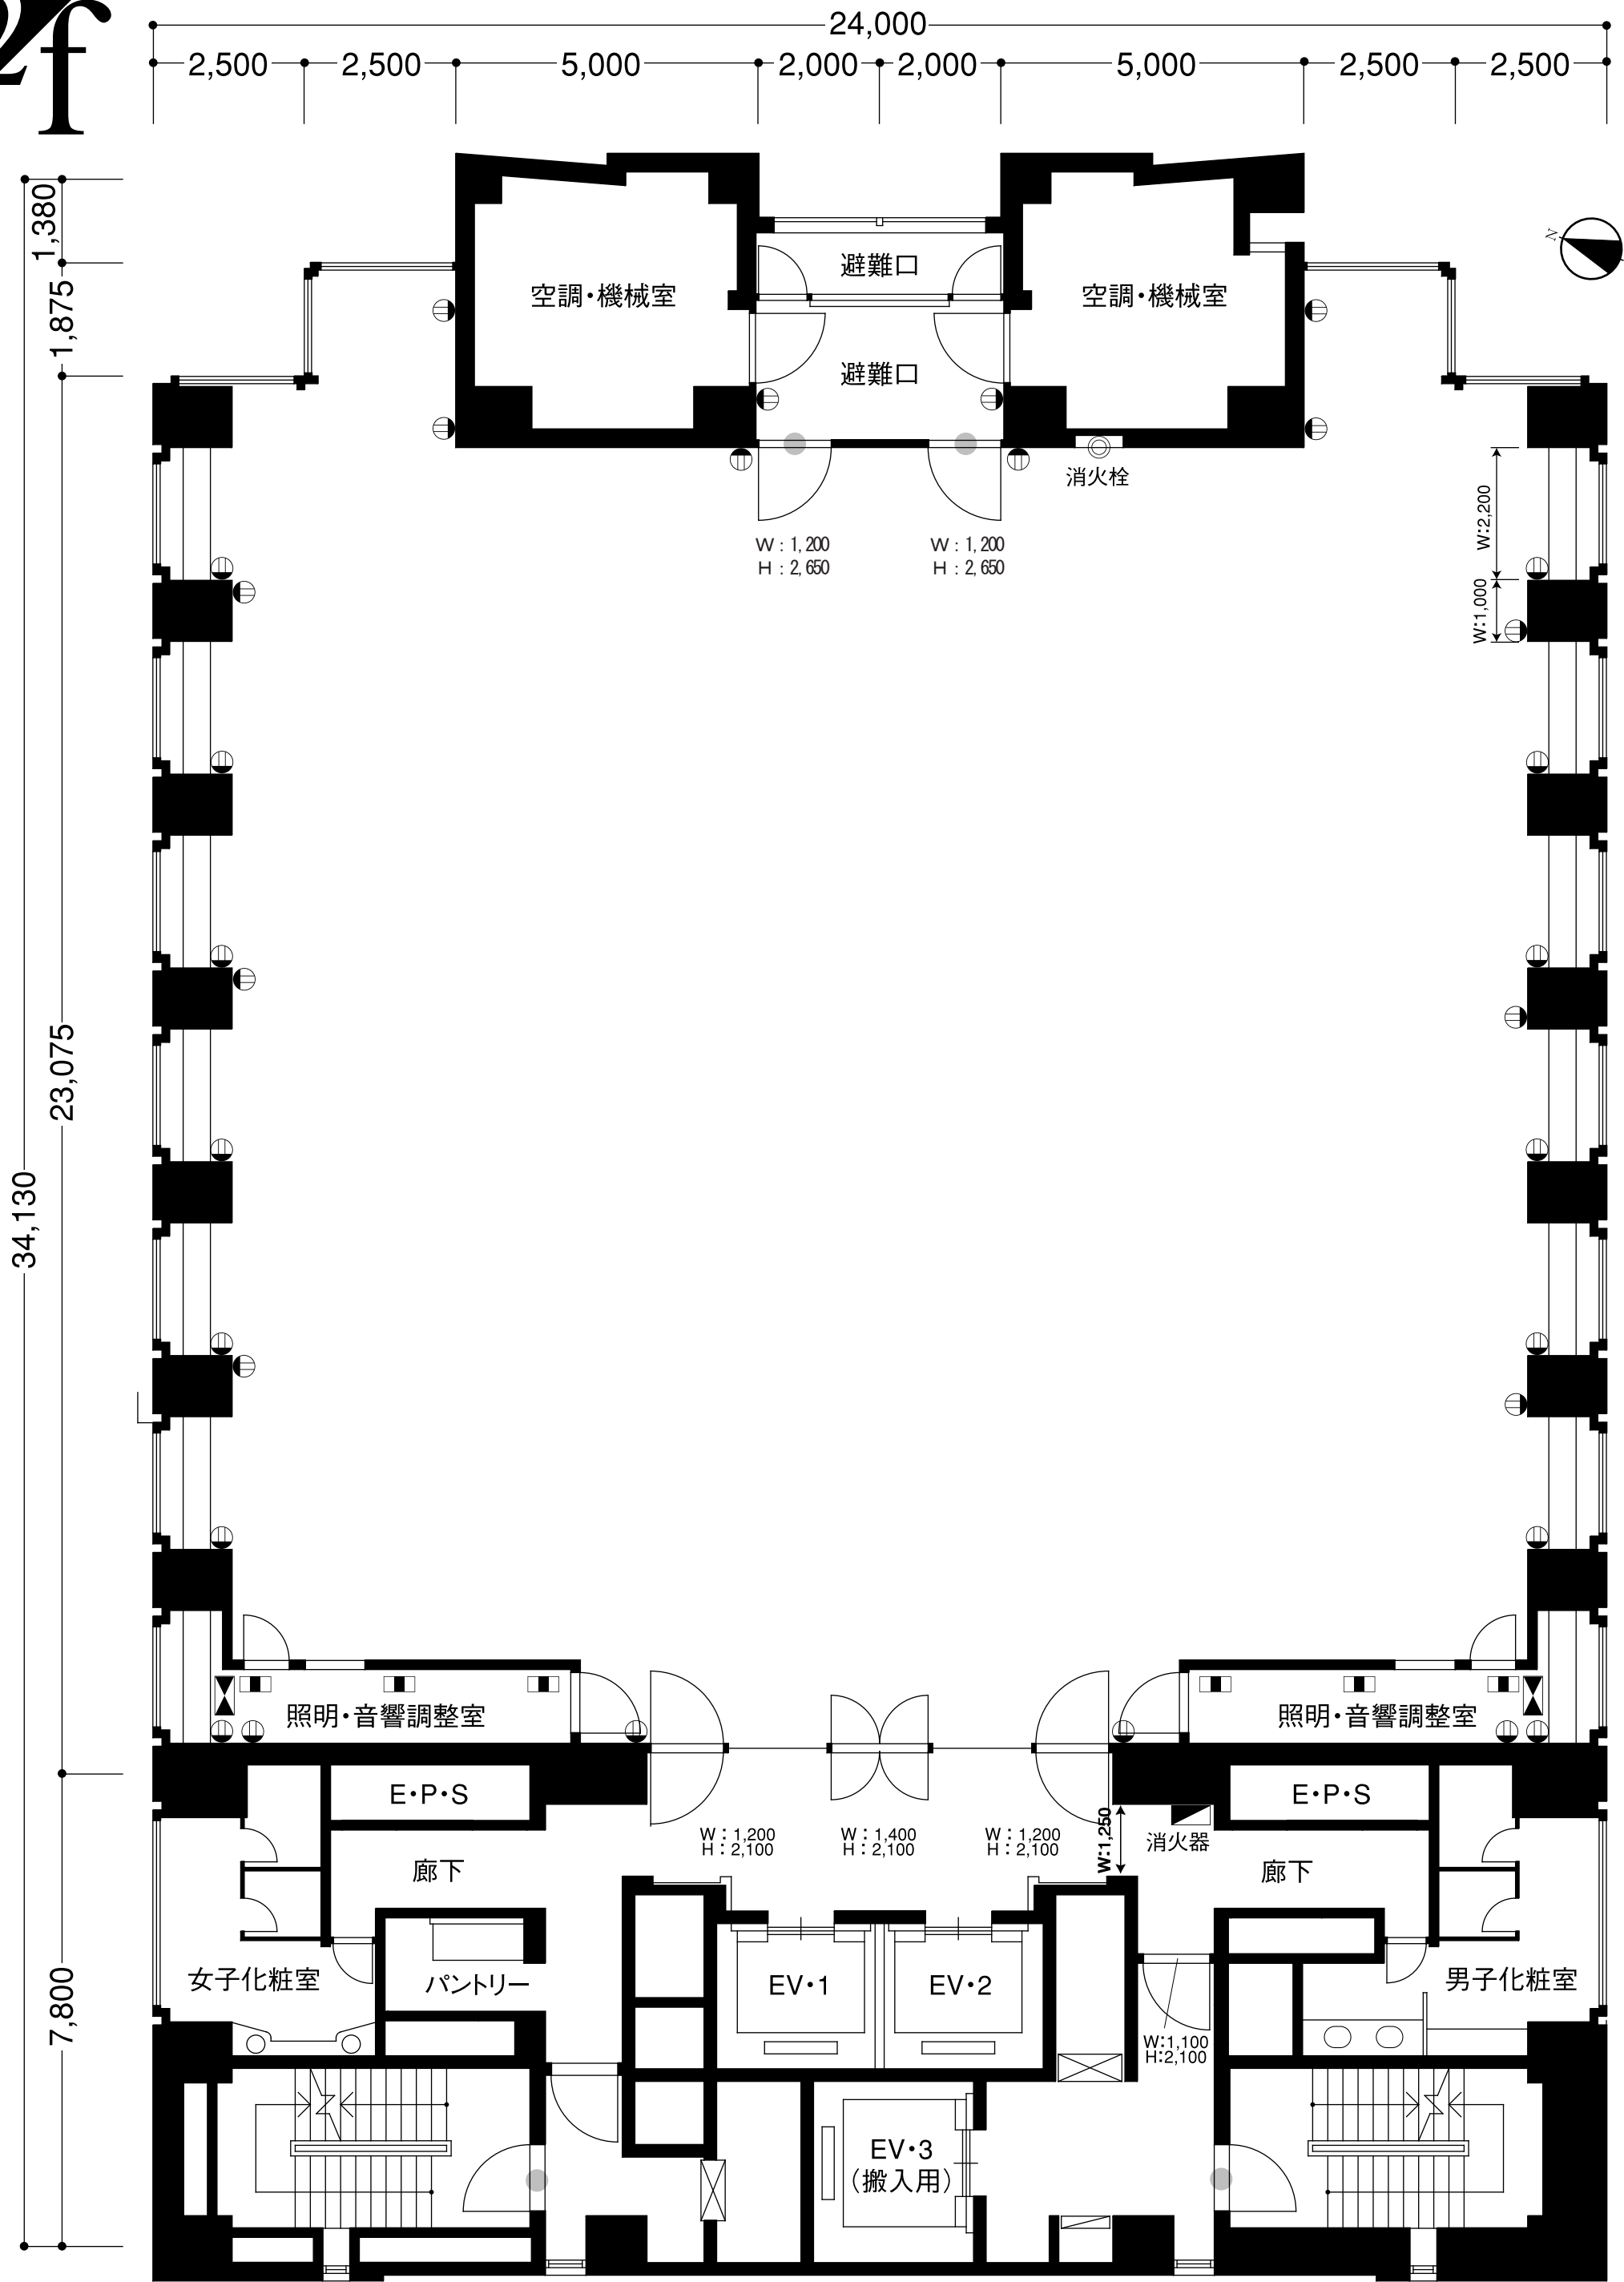 2f
24,000
2,500 2,500 5,000 2,000 2,000 5,000 2,500 2,500
1,380
1,875
23,075
34,130
7,800
N
避難口
空調・機械室
空調・機械室
避難口
消火栓
W:1,200
H:2,650
W:1,200
H:2,650
W:2,200
W:1,000
照明・音響調整室
照明・音響調整室
E・P・S
E・P・S
W:1,200
H:2,100
W:1,400
H:2,100
W:1,200
H:2,100
W:1,250
消火器
廊下
廊下
女子化粧室
パントリー
EV・1
EV・2
男子化粧室
W:1,100
H:2,100
EV・3
(搬入用)